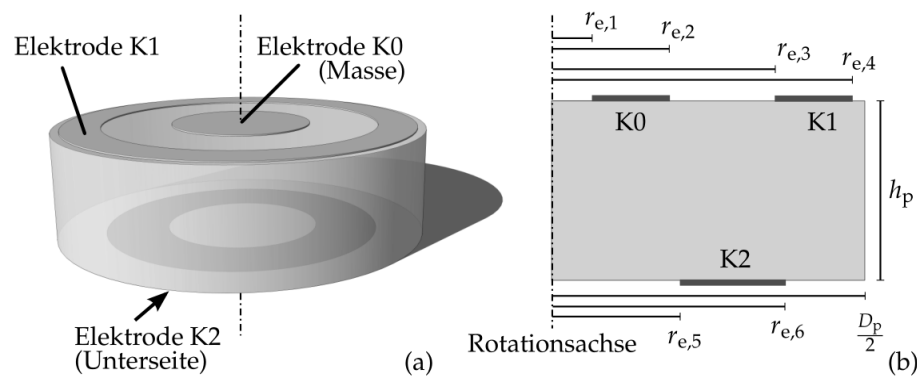 Elektrode K1
Elektrode K0
(Masse)
Elektrode K2
(Unterseite)
(a)
r_e,1
r_e,2
r_e,3
r_e,4
K0
K1
h_p
K2
r_e,5
r_e,6
D_p/2
Rotationsachse
(b)